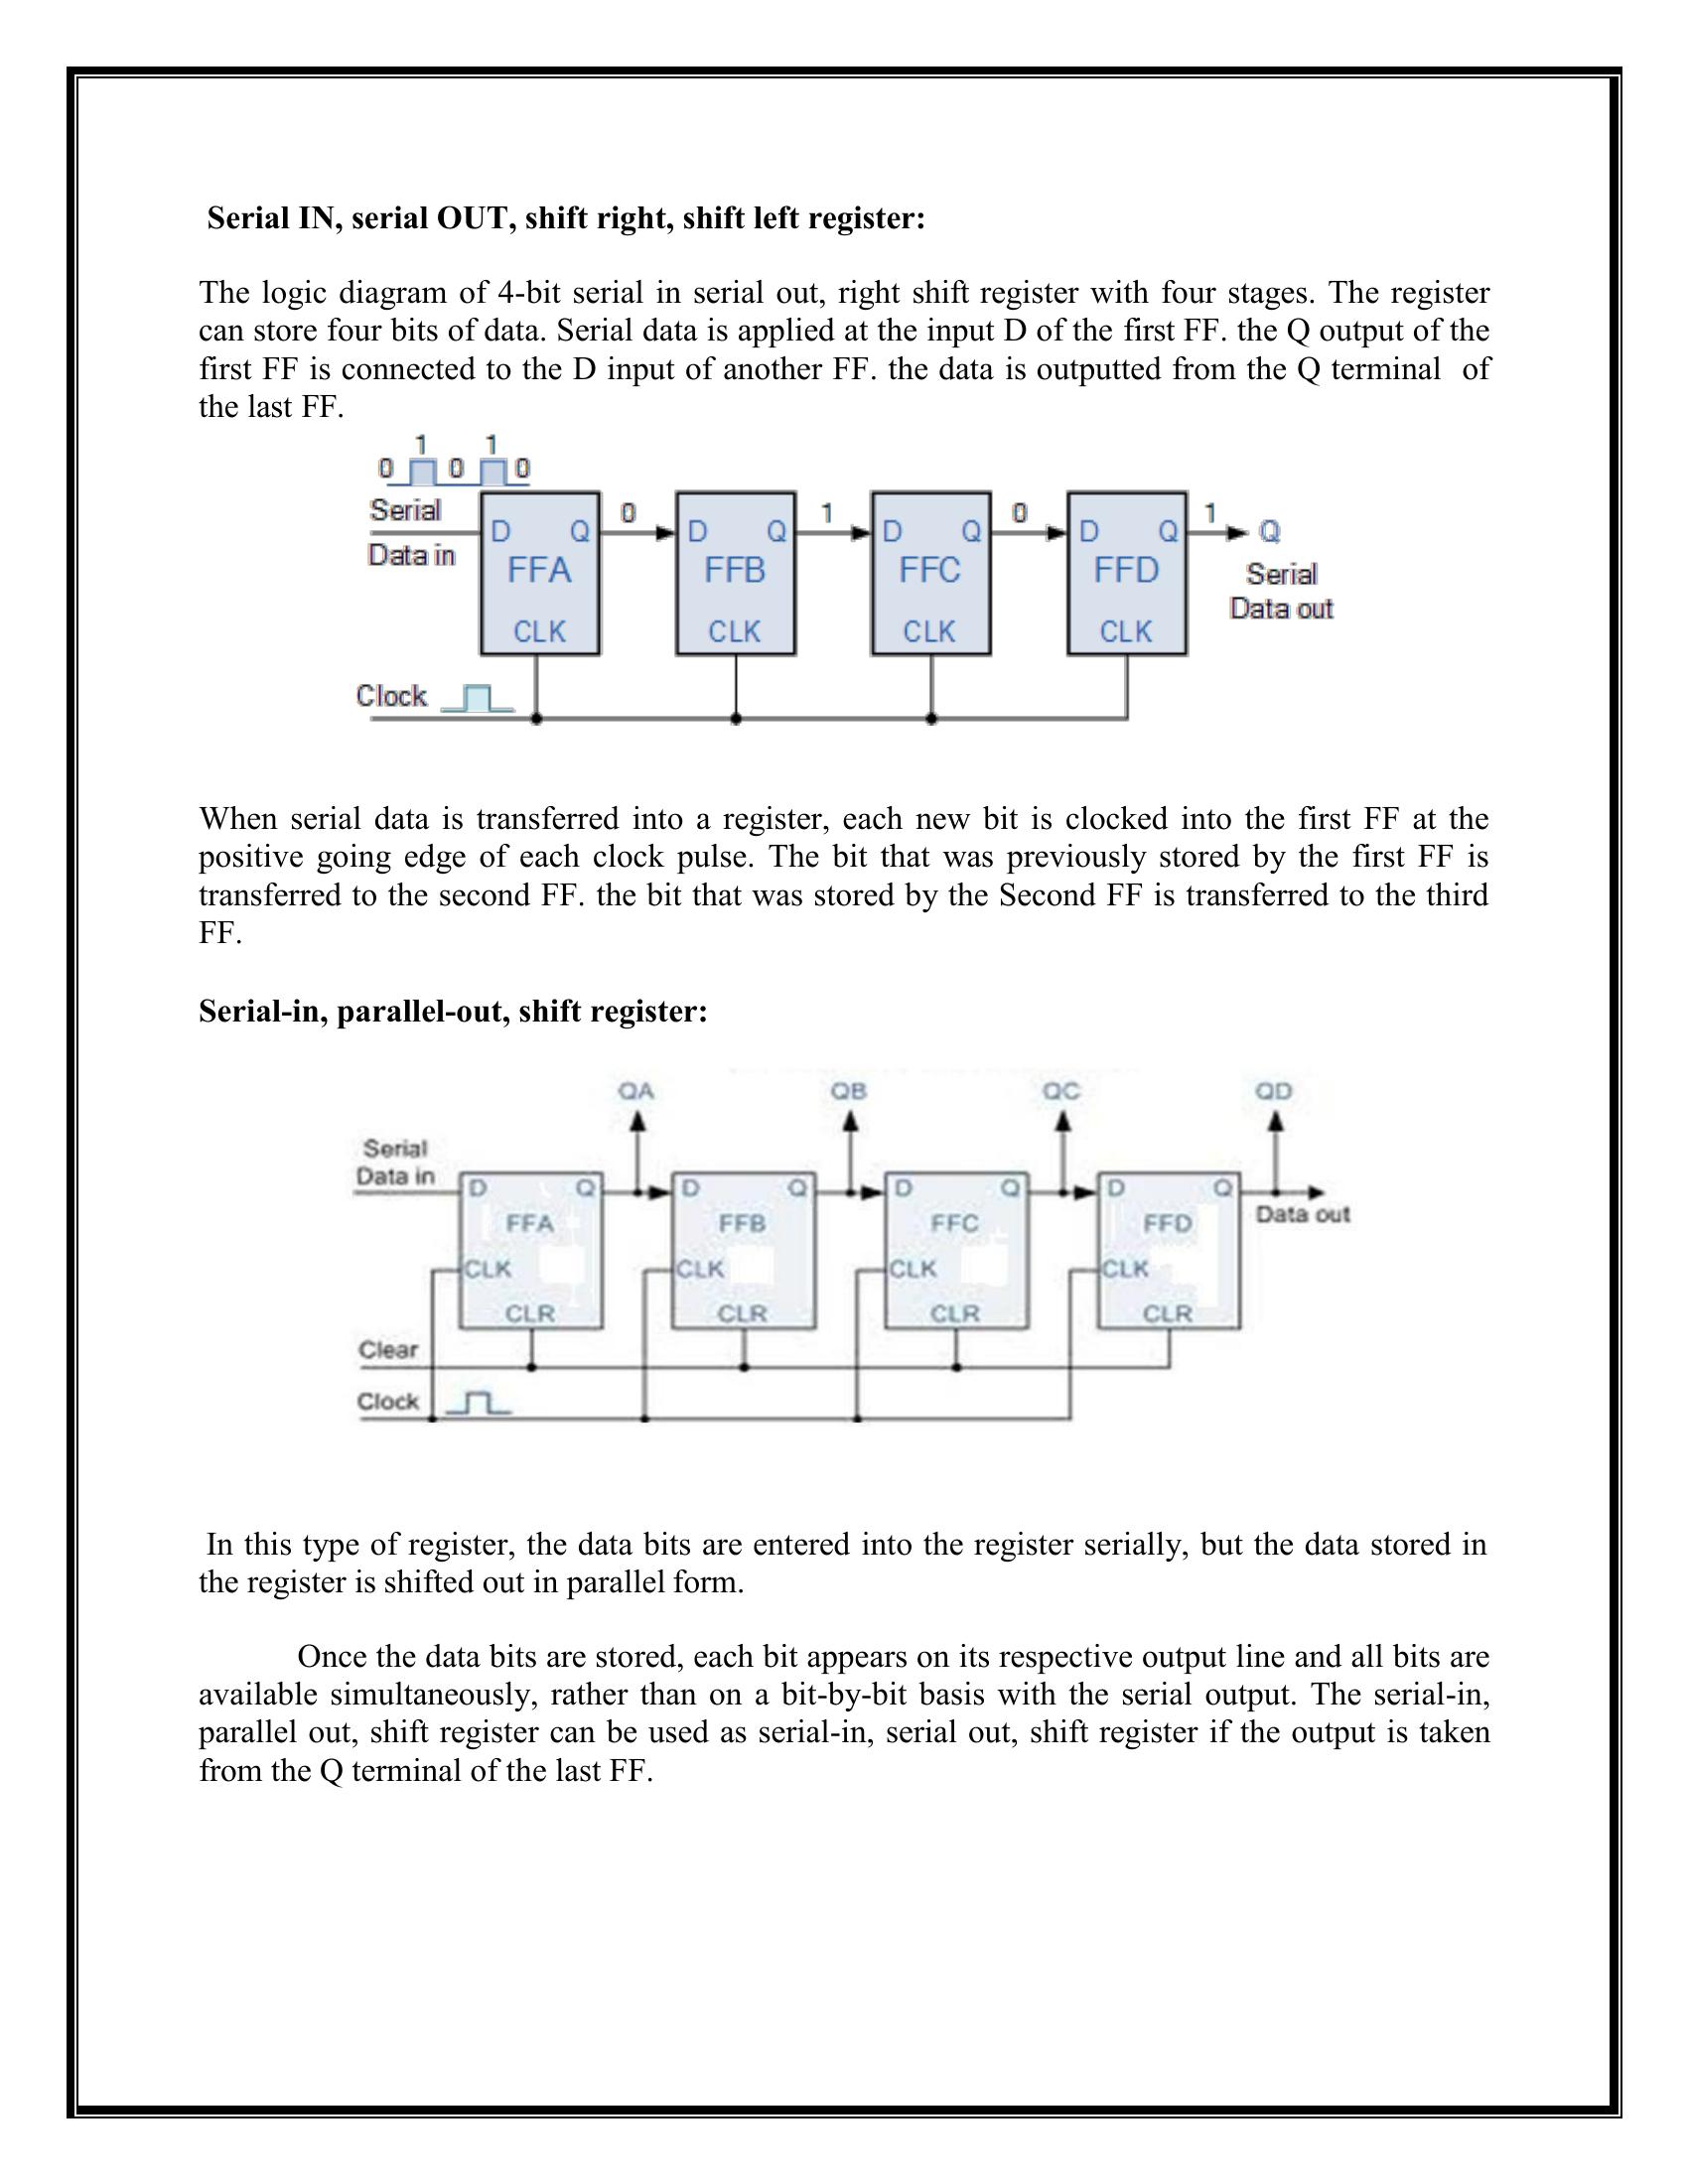 Serial IN, serial OUT, shift right, shift left register:
The logic diagram of 4-bit serial in serial out, right shift register with four stages. The register
can store four bits of data. Serial data is applied at the input D of the first FF. the Q output of the
first FF is connected to the D input of another FF. the data is outputted from the Q terminal of
the last FF.
1 1
0 0 0
Serial
Data in
D Q D Q D Q D Q
0 1 0 1 Q
FFA FFB FFC FFD
Serial
Data out
CLK CLK CLK CLK
Clock
When serial data is transferred into a register, each new bit is clocked into the first FF at the
positive going edge of each clock pulse. The bit that was previously stored by the first FF is
transferred to the second FF. the bit that was stored by the Second FF is transferred to the third
FF.
Serial-in, parallel-out, shift register:
QA QB QC QD
Serial
Data in
D Q D Q D Q D Q
Data out
FFA FFB FFC FFD
CLK CLK CLK CLK
CLR CLR CLR CLR
Clear
Clock
In this type of register, the data bits are entered into the register serially, but the data stored in
the register is shifted out in parallel form.
Once the data bits are stored, each bit appears on its respective output line and all bits are
available simultaneously, rather than on a bit-by-bit basis with the serial output. The serial-in,
parallel out, shift register can be used as serial-in, serial out, shift register if the output is taken
from the Q terminal of the last FF.